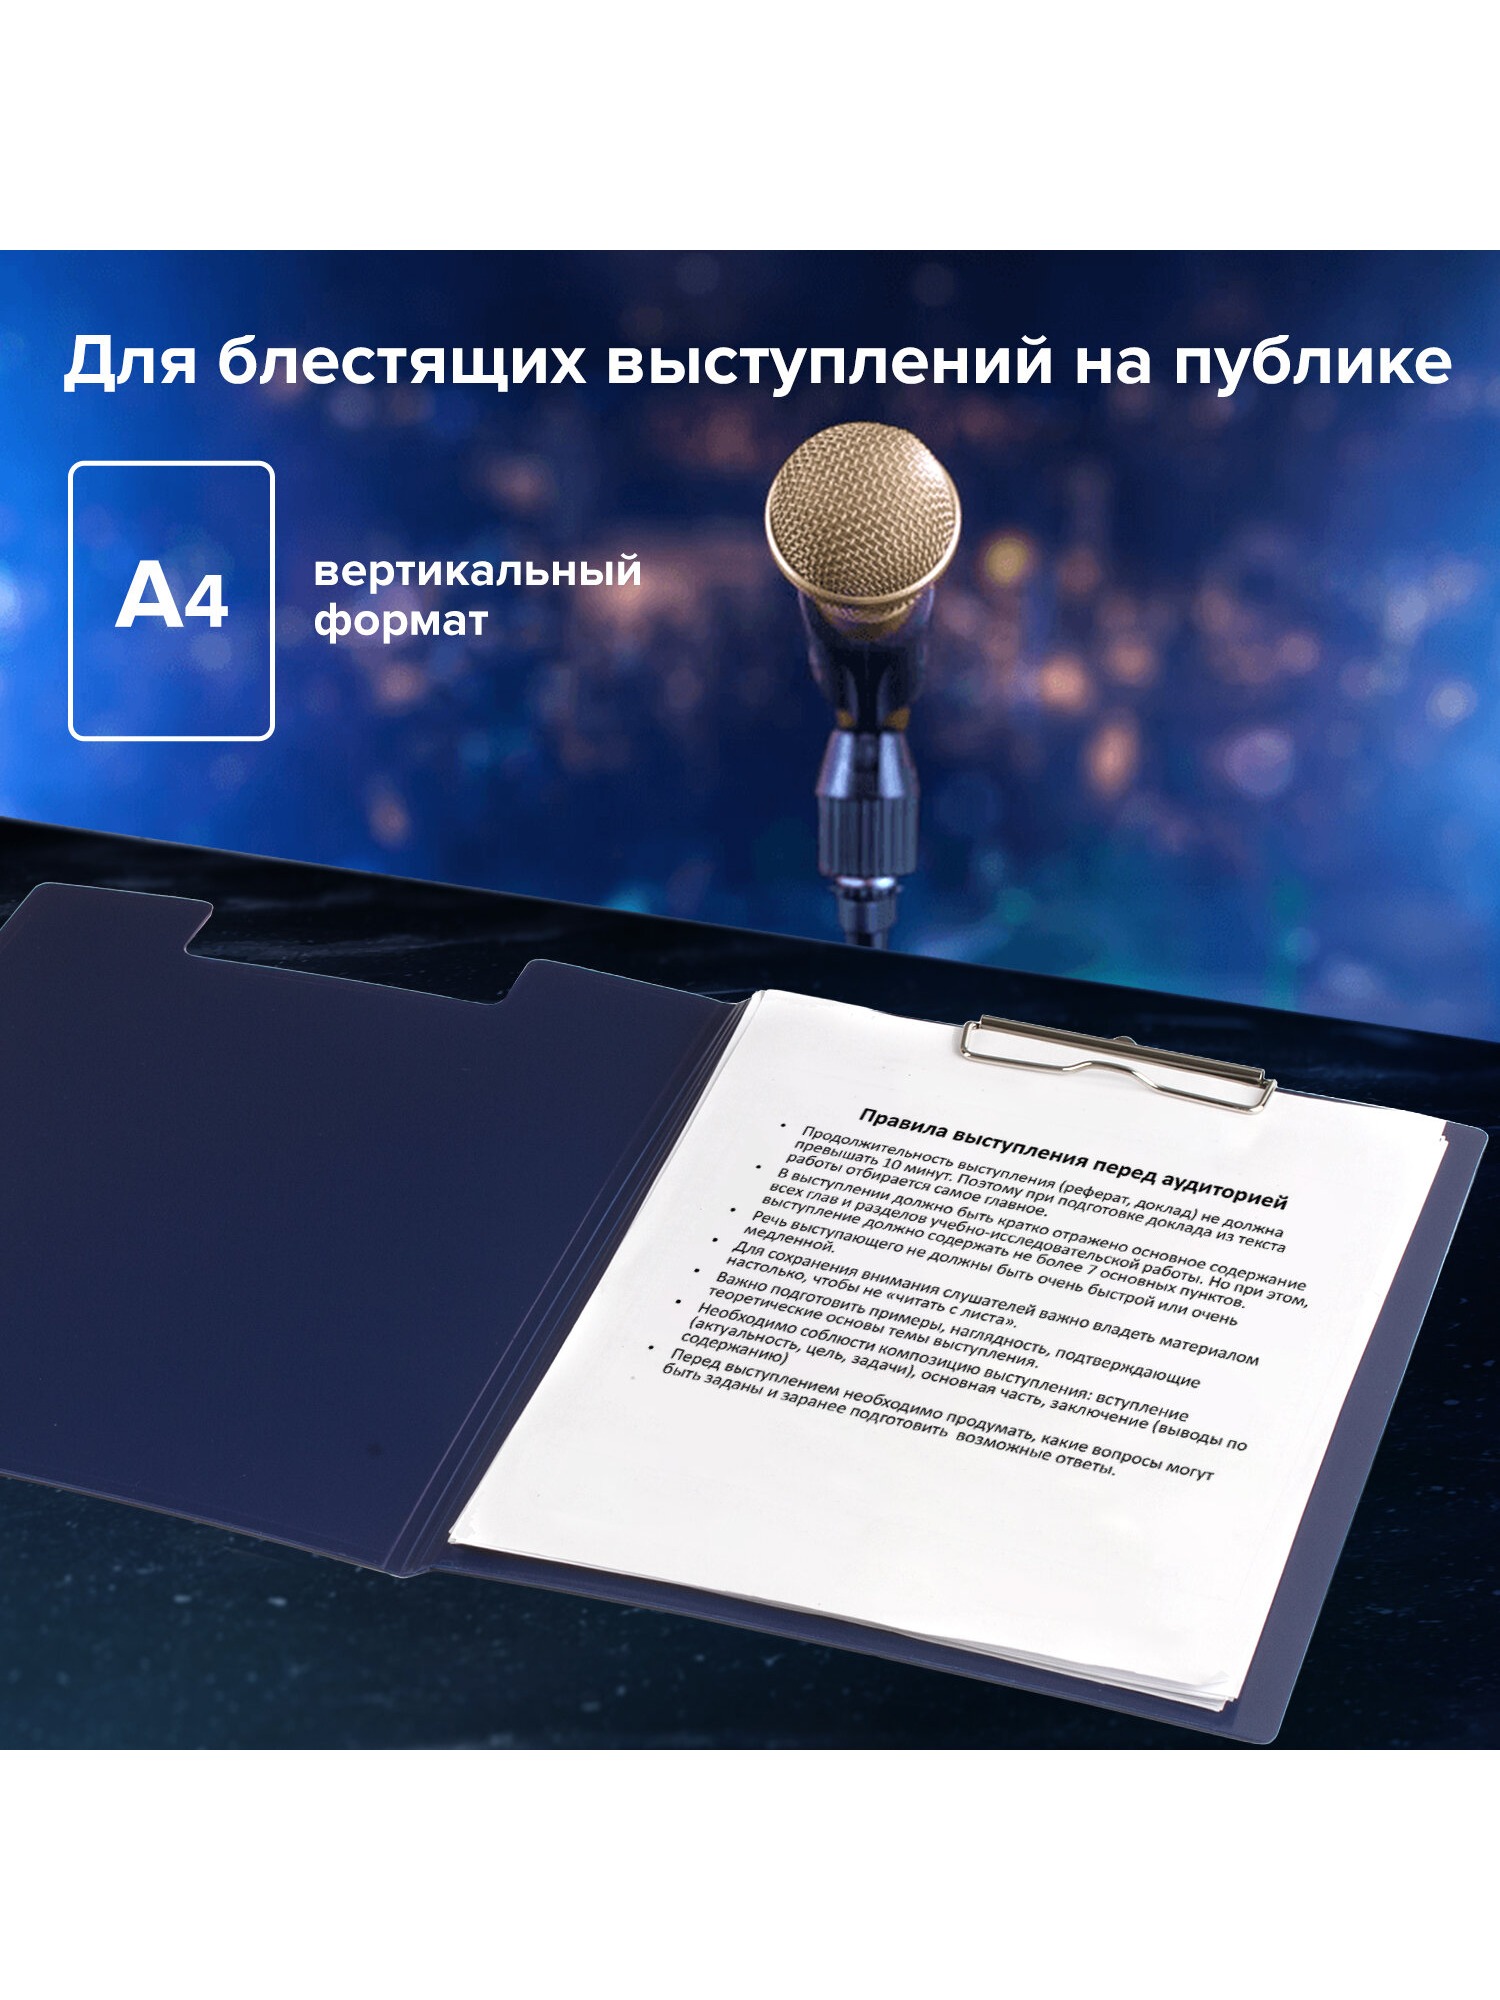 Для блестящих выступлений на публике
А4
вертикальный
формат
Правила выступления перед аудиторией
• Продолжительность выступления (реферат, доклад) не должна
превышать 10 минут. Поэтому при подготовке доклада из текста
работы отбирается самое главное.
• В выступлении должно быть кратко отражено основное содержание
всех глав и разделов учебно-исследовательской работы. Но при этом,
выступление должно содержать не более 7 основных пунктов.
• Речь выступающего не должны быть очень быстрой или очень
медленной.
• Для сохранения внимания слушателей важно владеть материалом
настолько, чтобы не «читать с листа».
• Важно подготовить примеры, наглядность, подтверждающие
теоретические основы темы выступления.
• Необходимо соблюсти композицию выступления: вступление
(актуальность, цель, задачи), основная часть, заключение (выводы по
содержанию)
• Перед выступлением необходимо продумать, какие вопросы могут
быть заданы и заранее подготовить возможные ответы.